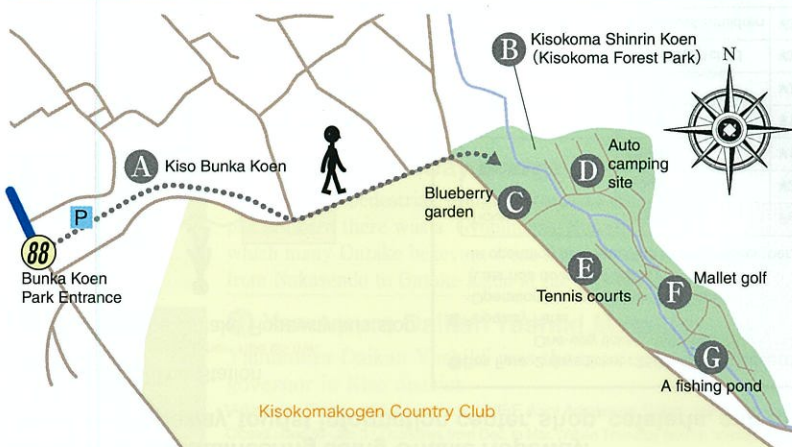 B
Kisokoma Shinrin Koen
(Kisokoma Forest Park)
N
A
Kiso Bunka Koen
D
Auto
camping
site
Blueberry
garden
C
P
88
Bunka Koen
Park Entrance
E
Tennis courts
F
Mallet golf
G
A fishing pond
Kisokomakogen Country Club